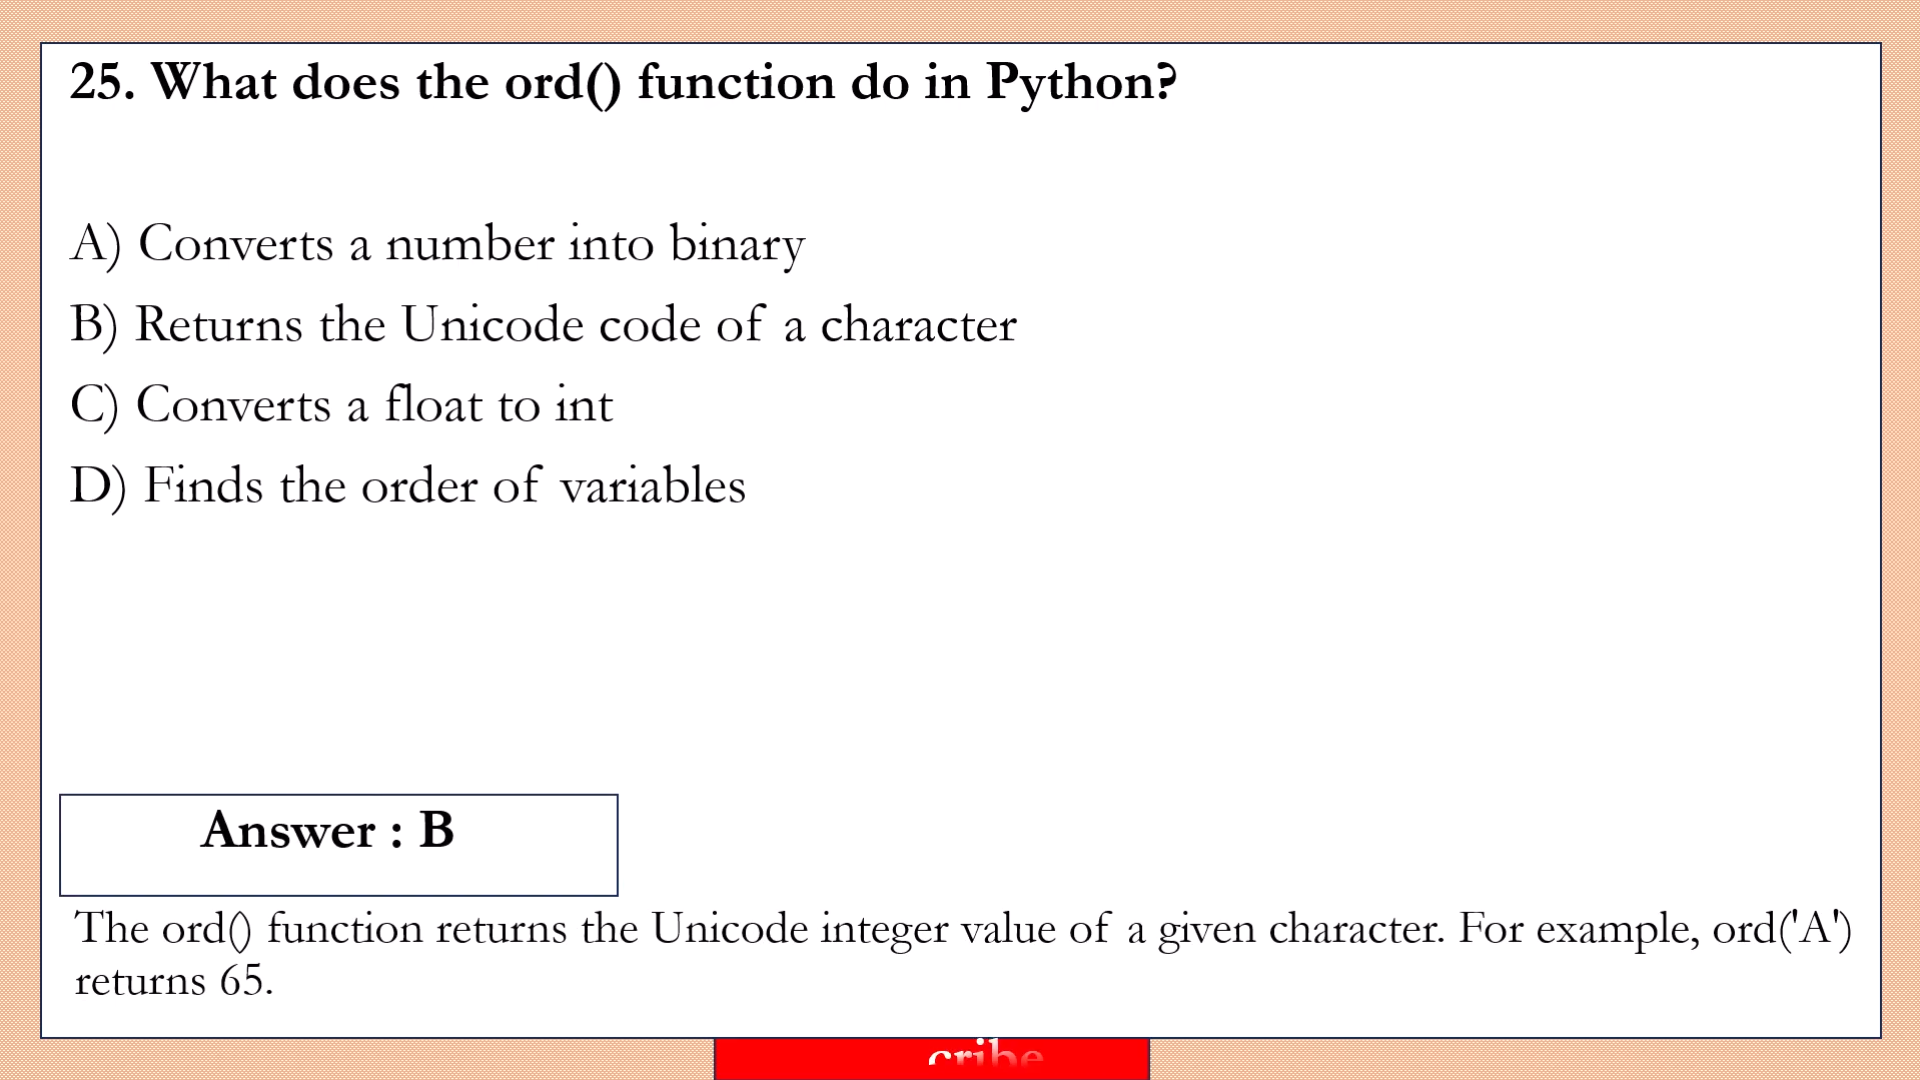 25. What does the ord() function do in Python?
A) Converts a number into binary
B) Returns the Unicode code of a character
C) Converts a float to int
D) Finds the order of variables
Answer : B
The ord() function returns the Unicode integer value of a given character. For example, ord('A')
returns 65.
cribe